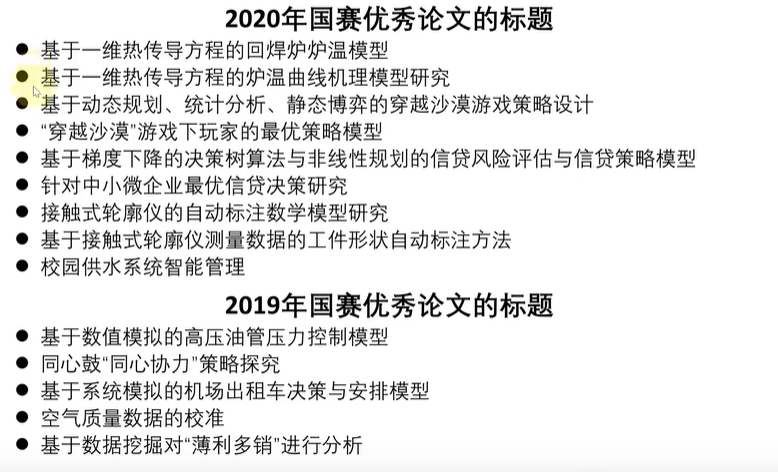 2020年国赛优秀论文的标题
● 基于一维热传导方程的回焊炉炉温模型
● 基于一维热传导方程的炉温曲线机理模型研究
● 基于动态规划、统计分析、静态博弈的穿越沙漠游戏策略设计
● “穿越沙漠”游戏下玩家的最优策略模型
● 基于梯度下降的决策树算法与非线性规划的信贷风险评估与信贷策略模型
● 针对中小微企业最优信贷决策研究
● 接触式轮廓仪的自动标注数学模型研究
● 基于接触式轮廓仪测量数据的工件形状自动标注方法
● 校园供水系统智能管理
2019年国赛优秀论文的标题
● 基于数值模拟的高压油管压力控制模型
● 同心鼓“同心协力”策略探究
● 基于系统模拟的机场出租车决策与安排模型
● 空气质量数据的校准
● 基于数据挖掘对“薄利多销”进行分析